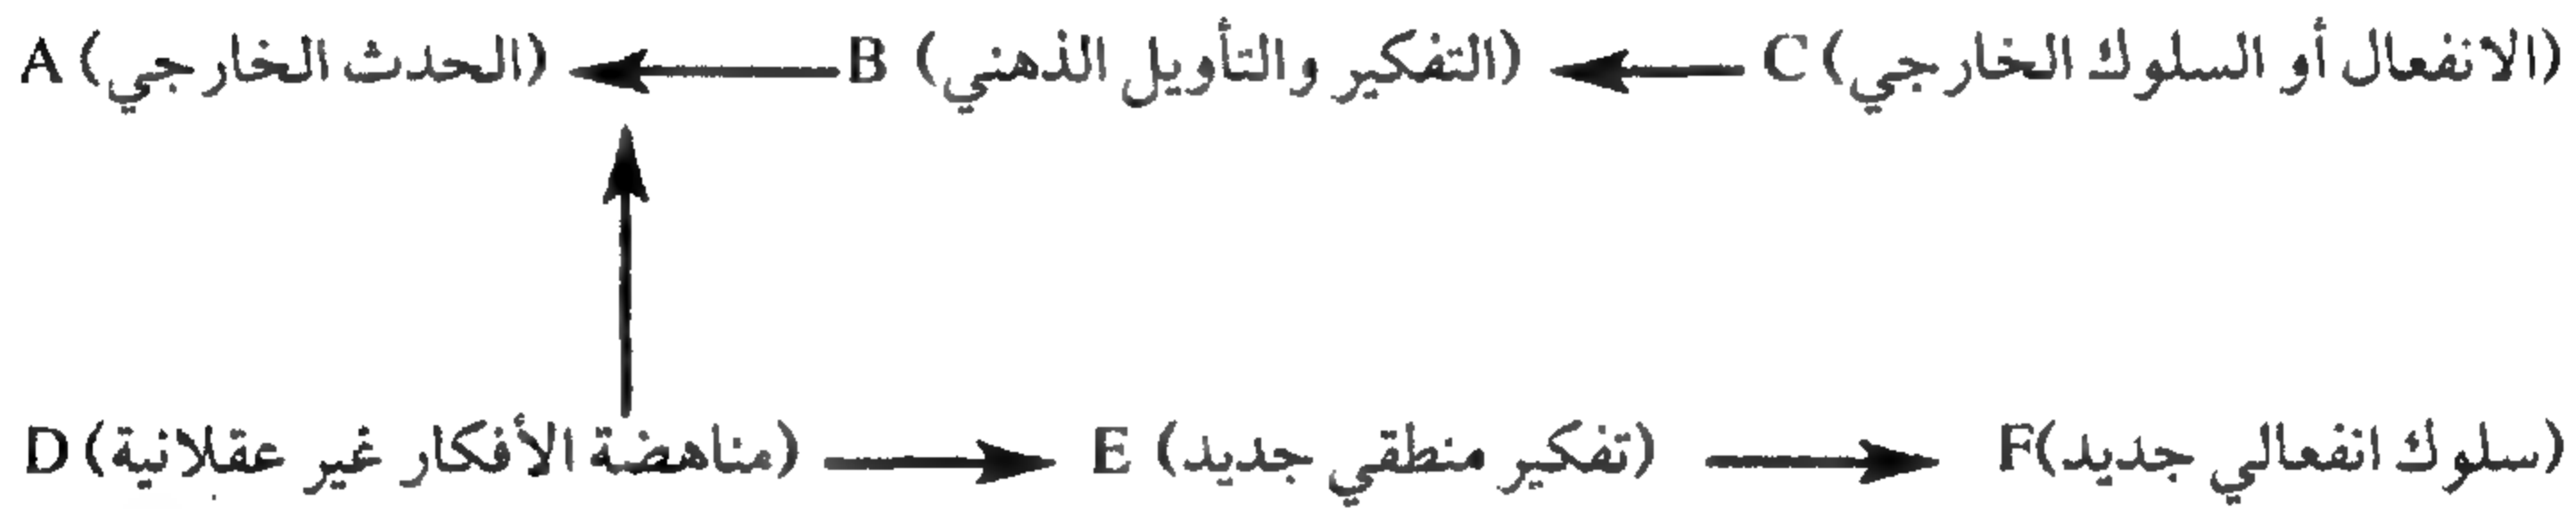 A (الحدث الخارجي) B (التفكير والتأويل الذهني) C (الانفعال أو السلوك الخارجي)
D (مناهضة الأفكار غير عقلانية) E (تفكير منطقي جديد) F (سلوك انفعالي جديد)